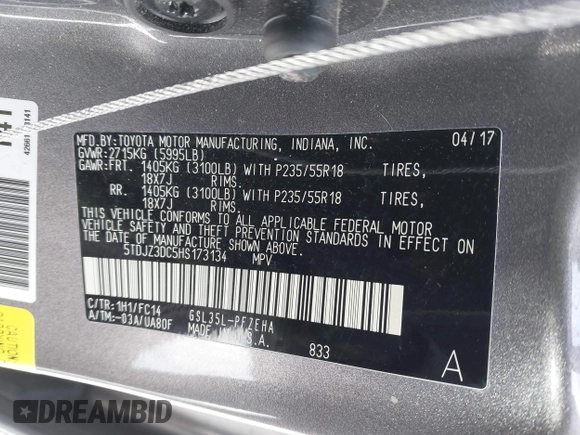 MFD.BY:TOYOTA MOTOR MANUFACTURING, INDIANA, INC. 04/17
GVWR:2715KG (5995LB)
GAWR:FRT. 1405KG (3100LB) WITH P235/55R18 TIRES,
18X7J RIMS.
RR. 1405KG (3100LB) WITH P235/55R18 TIRES,
18X7J RIMS.
THIS VEHICLE CONFORMS TO ALL APPLICABLE FEDERAL MOTOR
VEHICLE SAFETY AND THEFT PREVENTION STANDARDS IN EFFECT ON
THE DATE OF MANUFACTURE SHOWN ABOVE.
5TDJZ3DC5HS173134 MPV
C/TR:1H1/FC14 GSL35L-PFZEHA
A/TM:-03A/UA80F MADE IN U.S.A.
833 A
CAUTION
DREAMBID